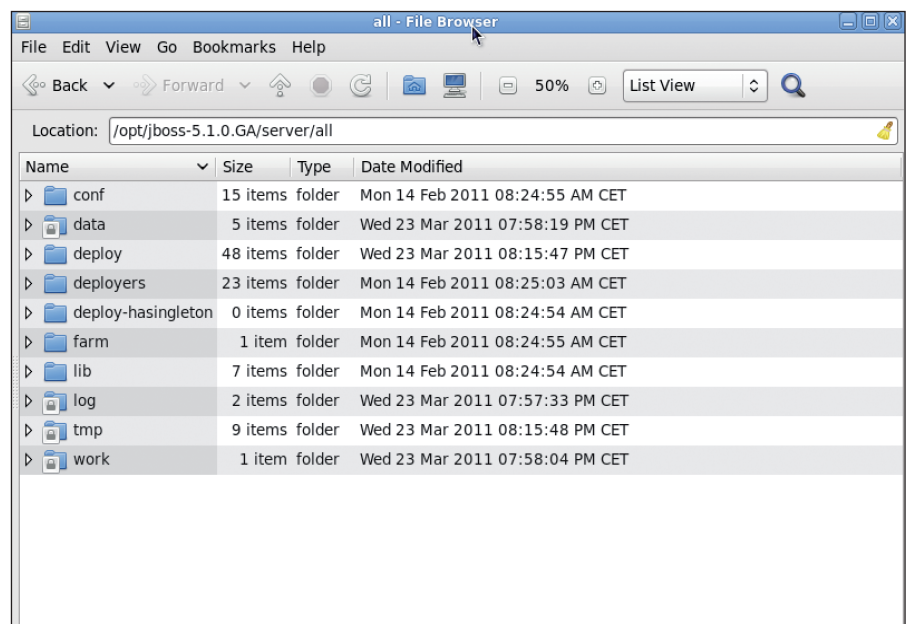 all - File Browser
File Edit View Go Bookmarks Help
Back Forward 50% List View
Location: /opt/jboss-5.1.0.GA/server/all
Name Size Type Date Modified
conf 15 items folder Mon 14 Feb 2011 08:24:55 AM CET
data 5 items folder Wed 23 Mar 2011 07:58:19 PM CET
deploy 48 items folder Wed 23 Mar 2011 08:15:47 PM CET
deployers 23 items folder Mon 14 Feb 2011 08:25:03 AM CET
deploy-hasingleton 0 items folder Mon 14 Feb 2011 08:24:54 AM CET
farm 1 item folder Mon 14 Feb 2011 08:24:55 AM CET
lib 7 items folder Mon 14 Feb 2011 08:24:54 AM CET
log 2 items folder Wed 23 Mar 2011 07:57:33 PM CET
tmp 9 items folder Wed 23 Mar 2011 08:15:48 PM CET
work 1 item folder Wed 23 Mar 2011 07:58:04 PM CET